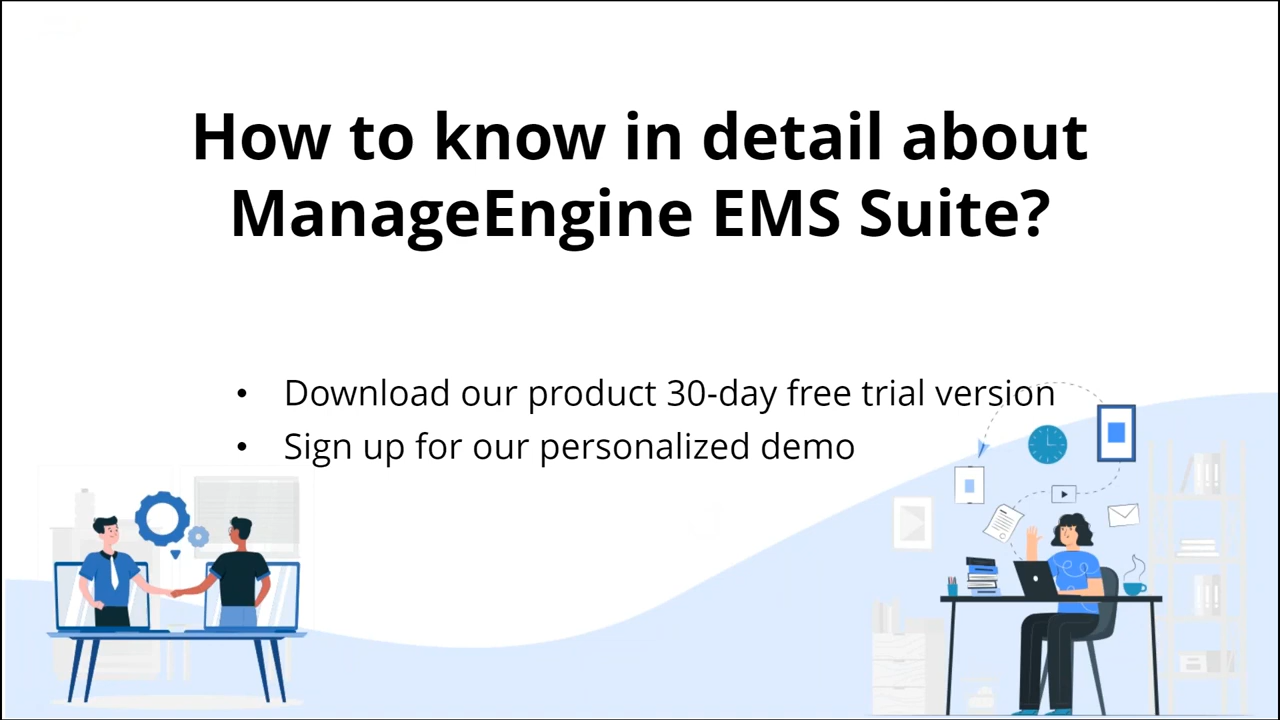 How to know in detail about
ManageEngine EMS Suite?
• Download our product 30-day free trial version
• Sign up for our personalized demo